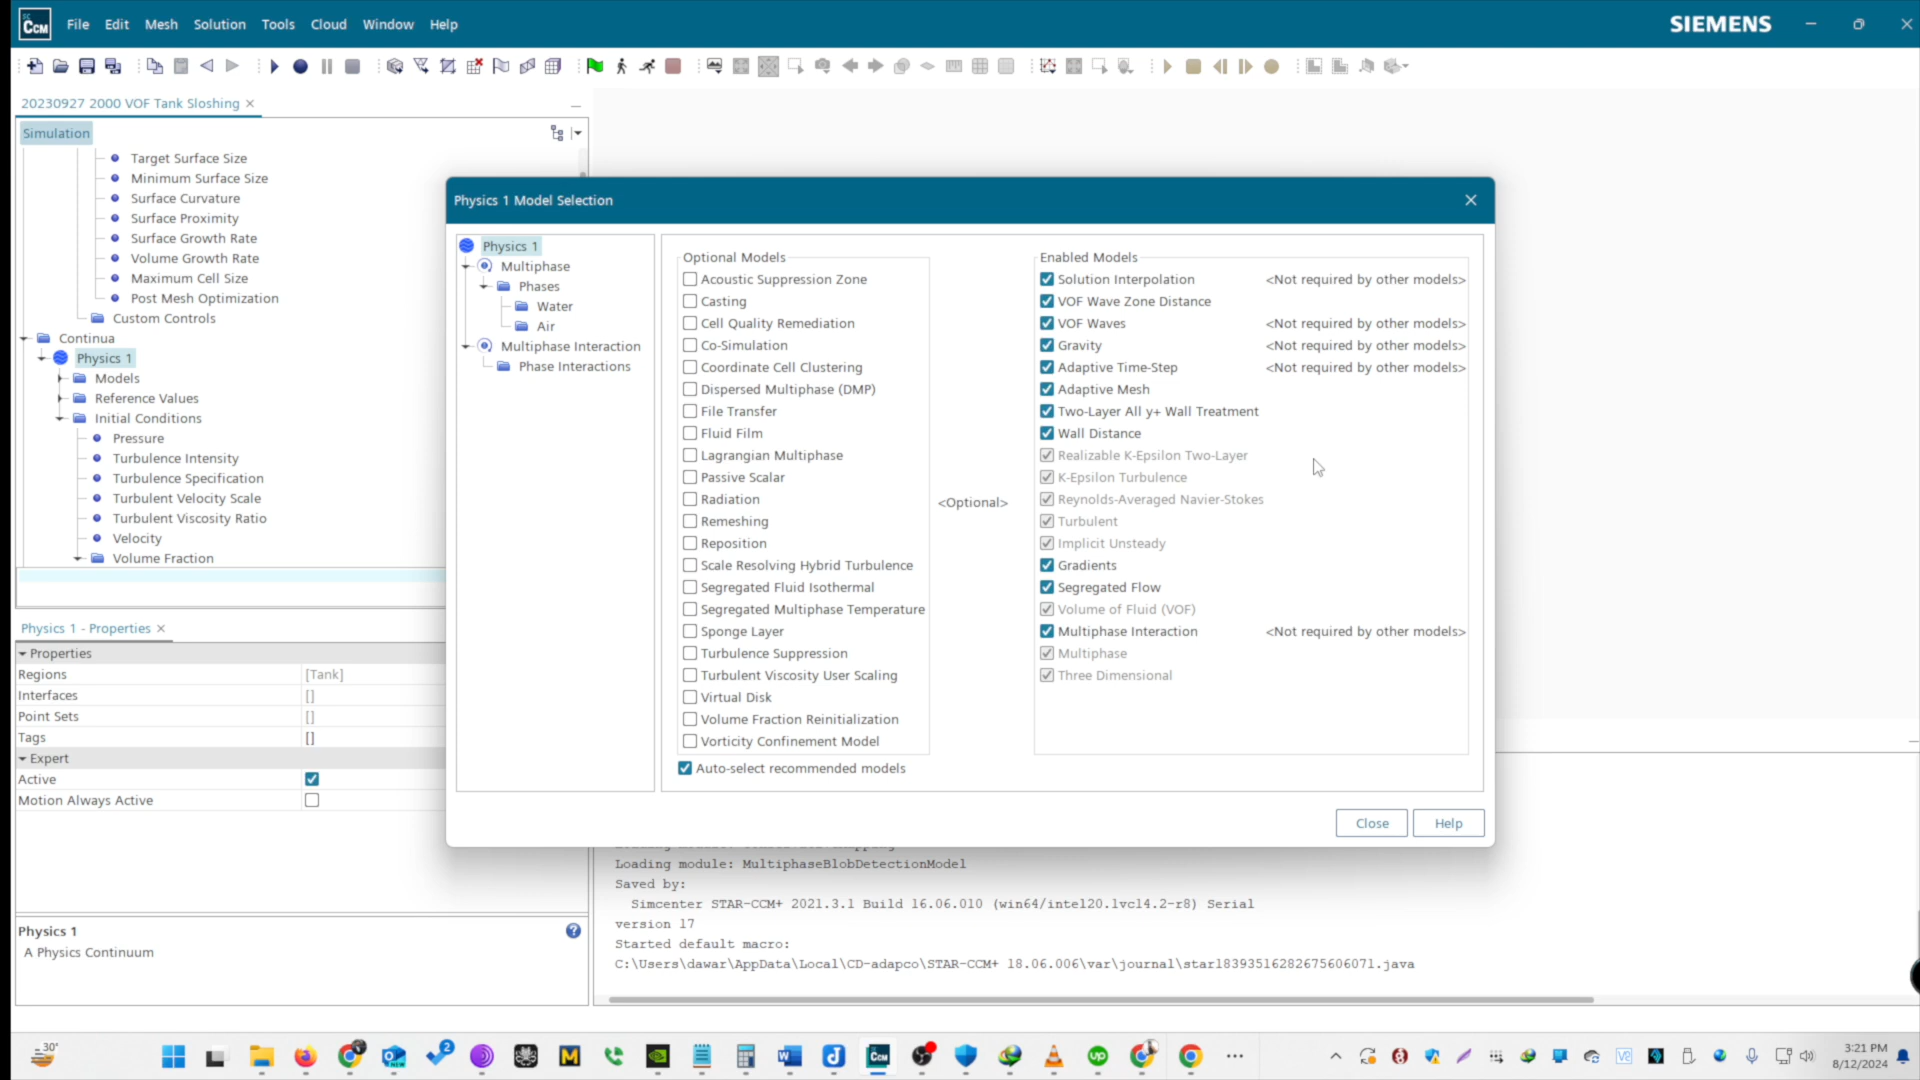 CCM File Edit Mesh Solution Tools Cloud Window Help SIEMENS
20230927 2000 VOF Tank Sloshing
Simulation
Target Surface Size
Minimum Surface Size
Surface Curvature
Surface Proximity
Surface Growth Rate
Volume Growth Rate
Maximum Cell Size
Post Mesh Optimization
Custom Controls
Continua
Physics 1
Models
Reference Values
Initial Conditions
Pressure
Turbulence Intensity
Turbulence Specification
Turbulent Velocity Scale
Turbulent Viscosity Ratio
Velocity
Volume Fraction
Physics 1 - Properties
Properties
Regions [Tank]
Interfaces []
Point Sets []
Tags []
Expert
Active
Motion Always Active
Physics 1
A Physics Continuum
Physics 1 Model Selection
Physics 1
Multiphase
Phases
Water
Air
Multiphase Interaction
Phase Interactions
Optional Models
Acoustic Suppression Zone
Casting
Cell Quality Remediation
Co-Simulation
Coordinate Cell Clustering
Dispersed Multiphase (DMP)
File Transfer
Fluid Film
Lagrangian Multiphase
Passive Scalar
Radiation
Remeshing
Reposition
Scale Resolving Hybrid Turbulence
Segregated Fluid Isothermal
Segregated Multiphase Temperature
Sponge Layer
Turbulence Suppression
Turbulent Viscosity User Scaling
Virtual Disk
Volume Fraction Reinitialization
Vorticity Confinement Model
Auto-select recommended models
<Optional>
Enabled Models
Solution Interpolation <Not required by other models>
VOF Wave Zone Distance
VOF Waves <Not required by other models>
Gravity <Not required by other models>
Adaptive Time-Step <Not required by other models>
Adaptive Mesh
Two-Layer All y+ Wall Treatment
Wall Distance
Realizable K-Epsilon Two-Layer
K-Epsilon Turbulence
Reynolds-Averaged Navier-Stokes
Turbulent
Implicit Unsteady
Gradients
Segregated Flow
Volume of Fluid (VOF)
Multiphase Interaction <Not required by other models>
Multiphase
Three Dimensional
Close Help
Loading module: MultiphaseBlobDetectionModel
Saved by:
Simcenter STAR-CCM+ 2021.3.1 Build 16.06.010 (win64/intel20.1vc14.2-r8) Serial
version 17
Started default macro:
C:\Users\dawar\AppData\Local\CD-adapco\STAR-CCM+ 18.06.006\var\journal\star18393516282675606071.java
30°
2
3:21 PM
8/12/2024